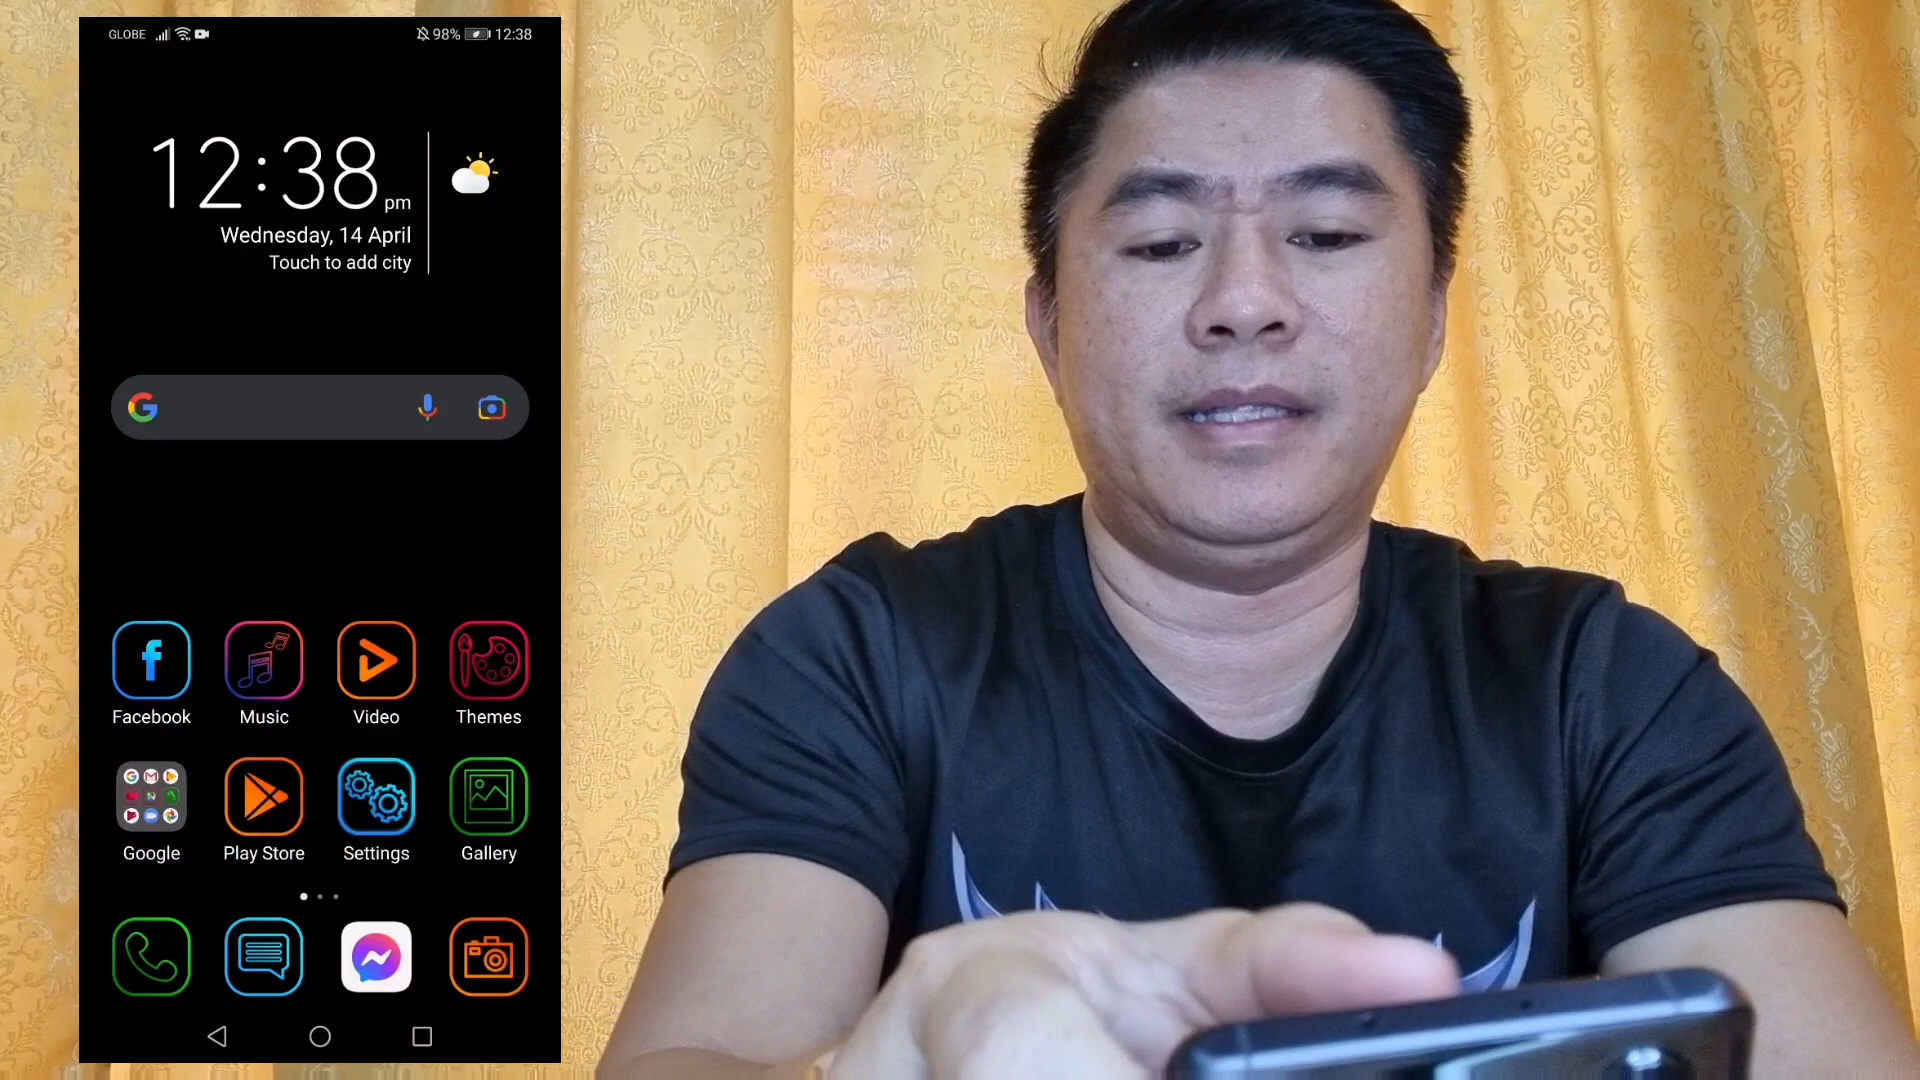 GLOBE 98% 12:38
12:38 pm
Wednesday, 14 April
Touch to add city
Facebook Music Video Themes
Google Play Store Settings Gallery